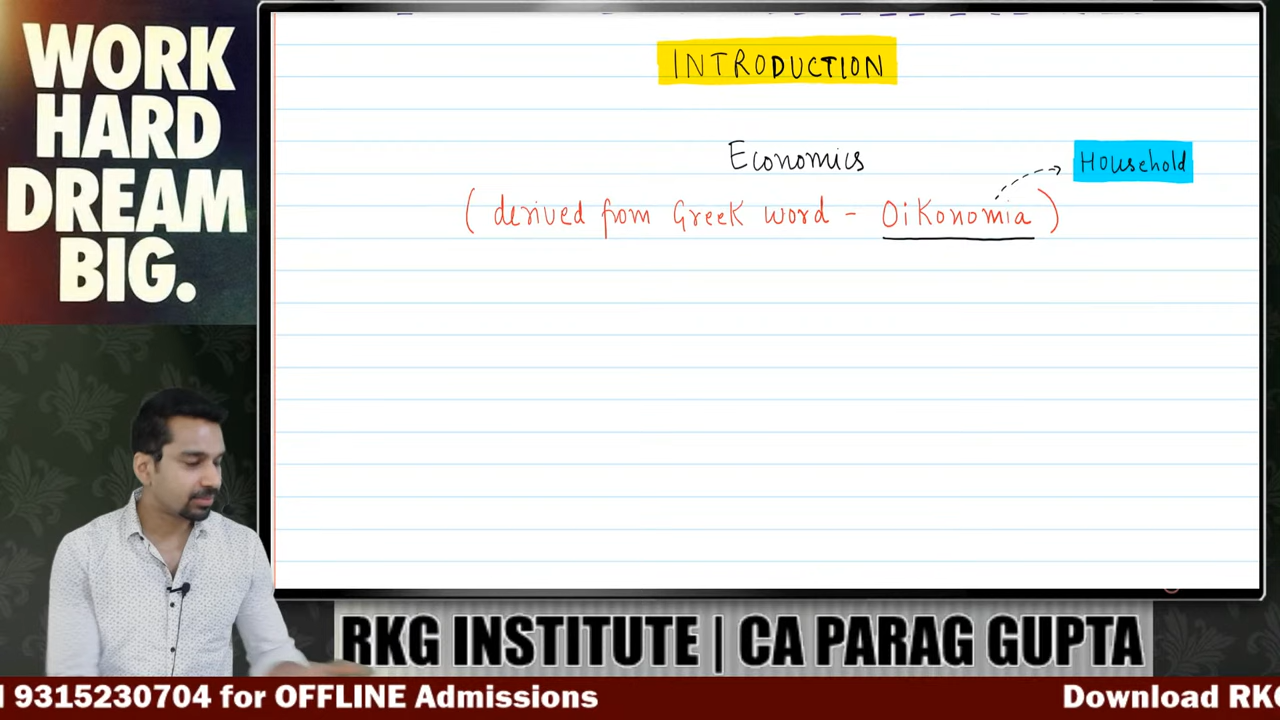 WORK
HARD
DREAM
BIG.
INTRODUCTION
Economics
Household
( derived from Greek word - Oikonomia )
RKG INSTITUTE | CA PARAG GUPTA
9315230704 for OFFLINE Admissions
Download